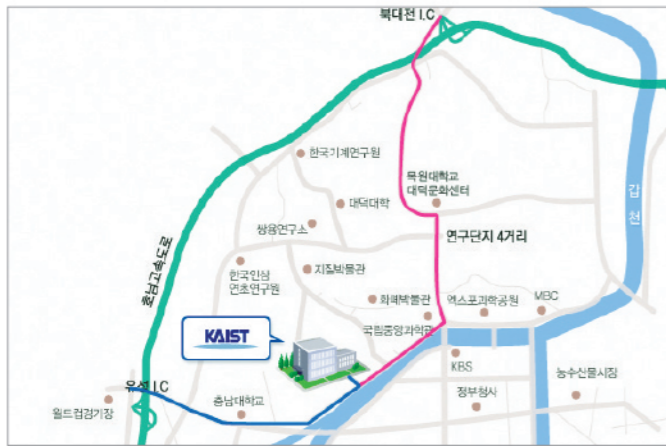 북대전 I.C
한국기계연구원
목원대학교
대덕문화센터
대덕대학
갑천
쌍용연구소
연구단지 4거리
호남고속도로
한국인삼
연초연구원
지질박물관
화폐박물관
엑스포과학공원
MBC
국립중앙과학관
KAIST
KBS
유성 I.C
월드컵경기장
충남대학교
정부청사
농수산물시장